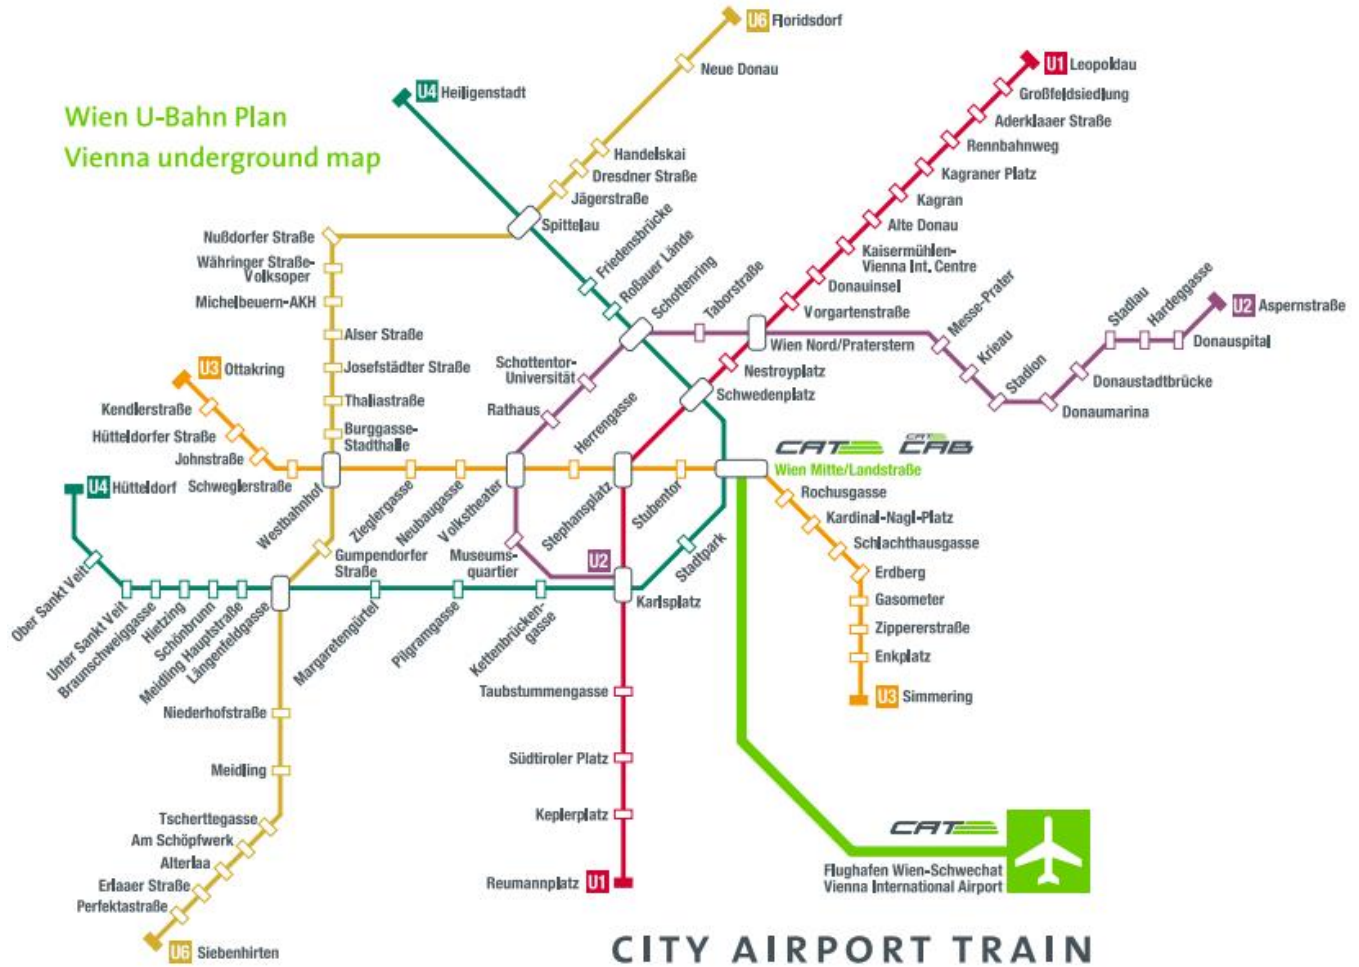 U6 Floridsdorf
Neue Donau
U1 Leopoldau
Großfeldsiedlung
U4 Heiligenstadt
Wien U-Bahn Plan
Vienna underground map
Aderklaaer Straße
Rennbahnweg
Handelskai
Dresdner Straße
Jägerstraße
Kagraner Platz
Kagran
Alte Donau
Spittelau
Nußdorfer Straße
Währinger Straße-
Volksoper
Michelbeuern-AKH
Alser Straße
Josefstädter Straße
Thaliastraße
Burggasse-
Stadthalle
Friedensbrücke
Roßauer Lände
Schottenring
Taborstraße
Kaisermühlen-
Vienna Int. Centre
Donauinsel
Vorgartenstraße
Wien Nord/Praterstern
Messe-Prater
Krieau
Stadion
Donaumarina
Donaustadtbrücke
Stadlau
Hardeggasse
Donauspital
U2 Aspernstraße
Nestroyplatz
Schwedenplatz
Schottentor-
Universität
Rathaus
Herrengasse
U3 Ottakring
Kendlerstraße
Hütteldorfer Straße
Johnstraße
Schweglerstraße
Westbahnhof
Zieglergasse
Neubaugasse
Volkstheater
Stephansplatz
Stubentor
CAT
CAT
CAB
Wien Mitte/Landstraße
Rochusgasse
Kardinal-Nagl-Platz
Schlachthausgasse
Erdberg
Gasometer
Zippererstraße
Enkplatz
U3 Simmering
U4 Hütteldorf
Ober Sankt Veit
Unter Sankt Veit
Braunschweiggasse
Hietzing
Schönbrunn
Meidling Hauptstraße
Längenfeldgasse
Gumpendorfer
Straße
Margaretengürtel
Pilgramgasse
Kettenbrücken-
gasse
Museums-
quartier
U2
Stadtpark
Karlsplatz
Taubstummengasse
Südtiroler Platz
Keplerplatz
Reumannplatz U1
Niederhofstraße
Meidling
Tscherttegasse
Am Schöpfwerk
Alterlaa
Erlaaer Straße
Perfektastraße
U6 Siebenhirten
CAT
Flughafen Wien-Schwechat
Vienna International Airport
CITY AIRPORT TRAIN